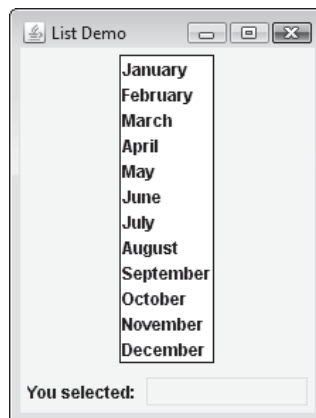 List Demo
January
February
March
April
May
June
July
August
September
October
November
December
You selected: